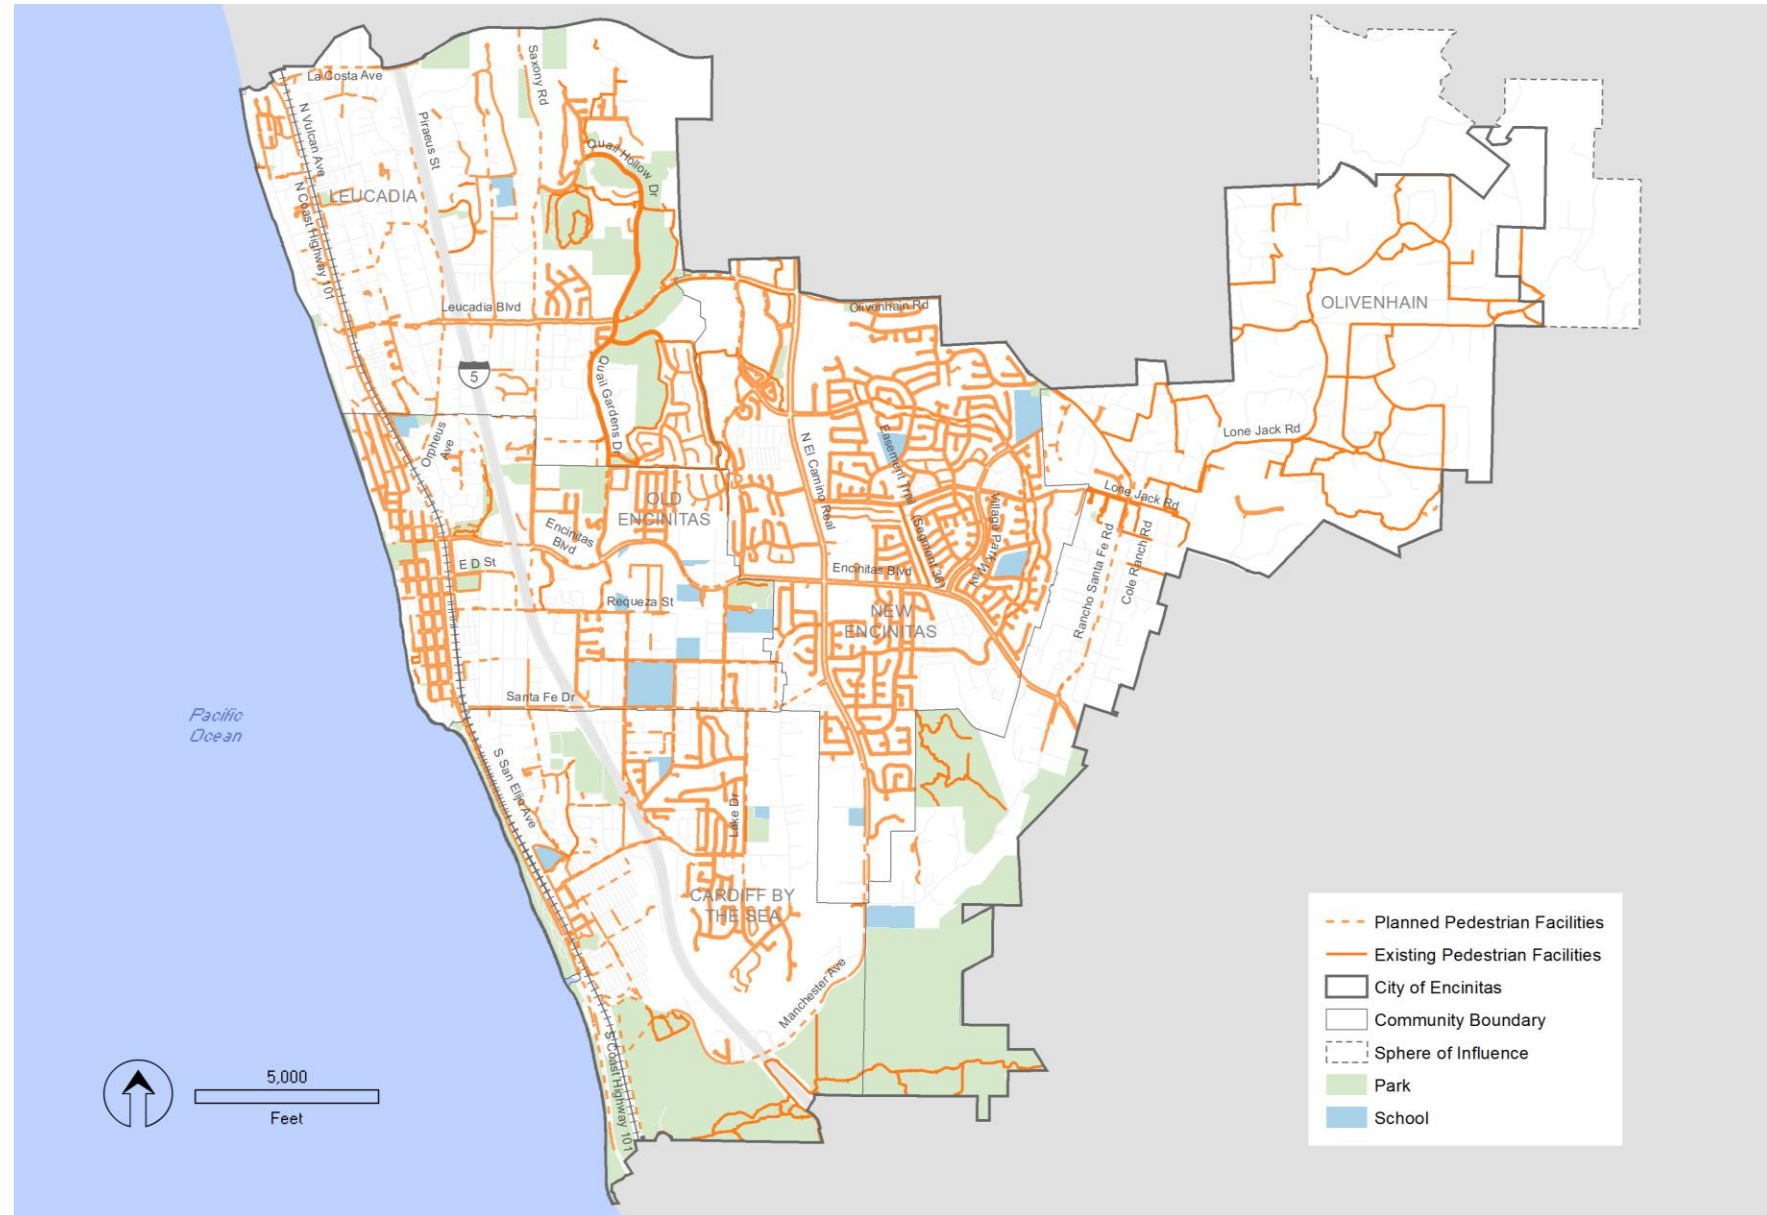 La Costa Ave
Saxony Rd
N Vulcan Ave
Piraeus St
Quail Hollow Dr
LEUCADIA
N Coast Highway 101
Leucadia Blvd
Olivenhain Rd
OLIVENHAIN
5
Quail Gardens Dr
Orpheus
Ave
N El Camino Real
Easement Trail (Segment 36)
Lone Jack Rd
Lone Jack Rd
OLD
ENCINITAS
Village Park Way
Encinitas
Blvd
Rancho Santa Fe Rd
Cole Ranch Rd
E D St
Encinitas Blvd
Requeza St
NEW
ENCINITAS
Santa Fe Dr
Pacific
Ocean
S San Elijo Ave
Lake Dr
CARDIFF BY
THE SEA
Manchester Ave
S Coast Highway 101
5,000
Feet
Planned Pedestrian Facilities
Existing Pedestrian Facilities
City of Encinitas
Community Boundary
Sphere of Influence
Park
School